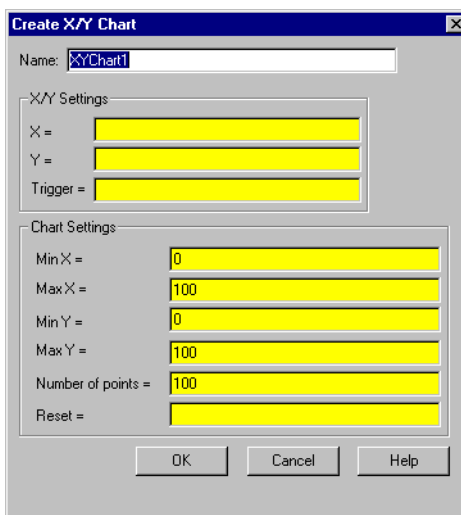 Create X/Y Chart
Name: XYChart1
X/Y Settings
X =
Y =
Trigger =
Chart Settings
Min X = 0
Max X = 100
Min Y = 0
Max Y = 100
Number of points = 100
Reset =
OK Cancel Help